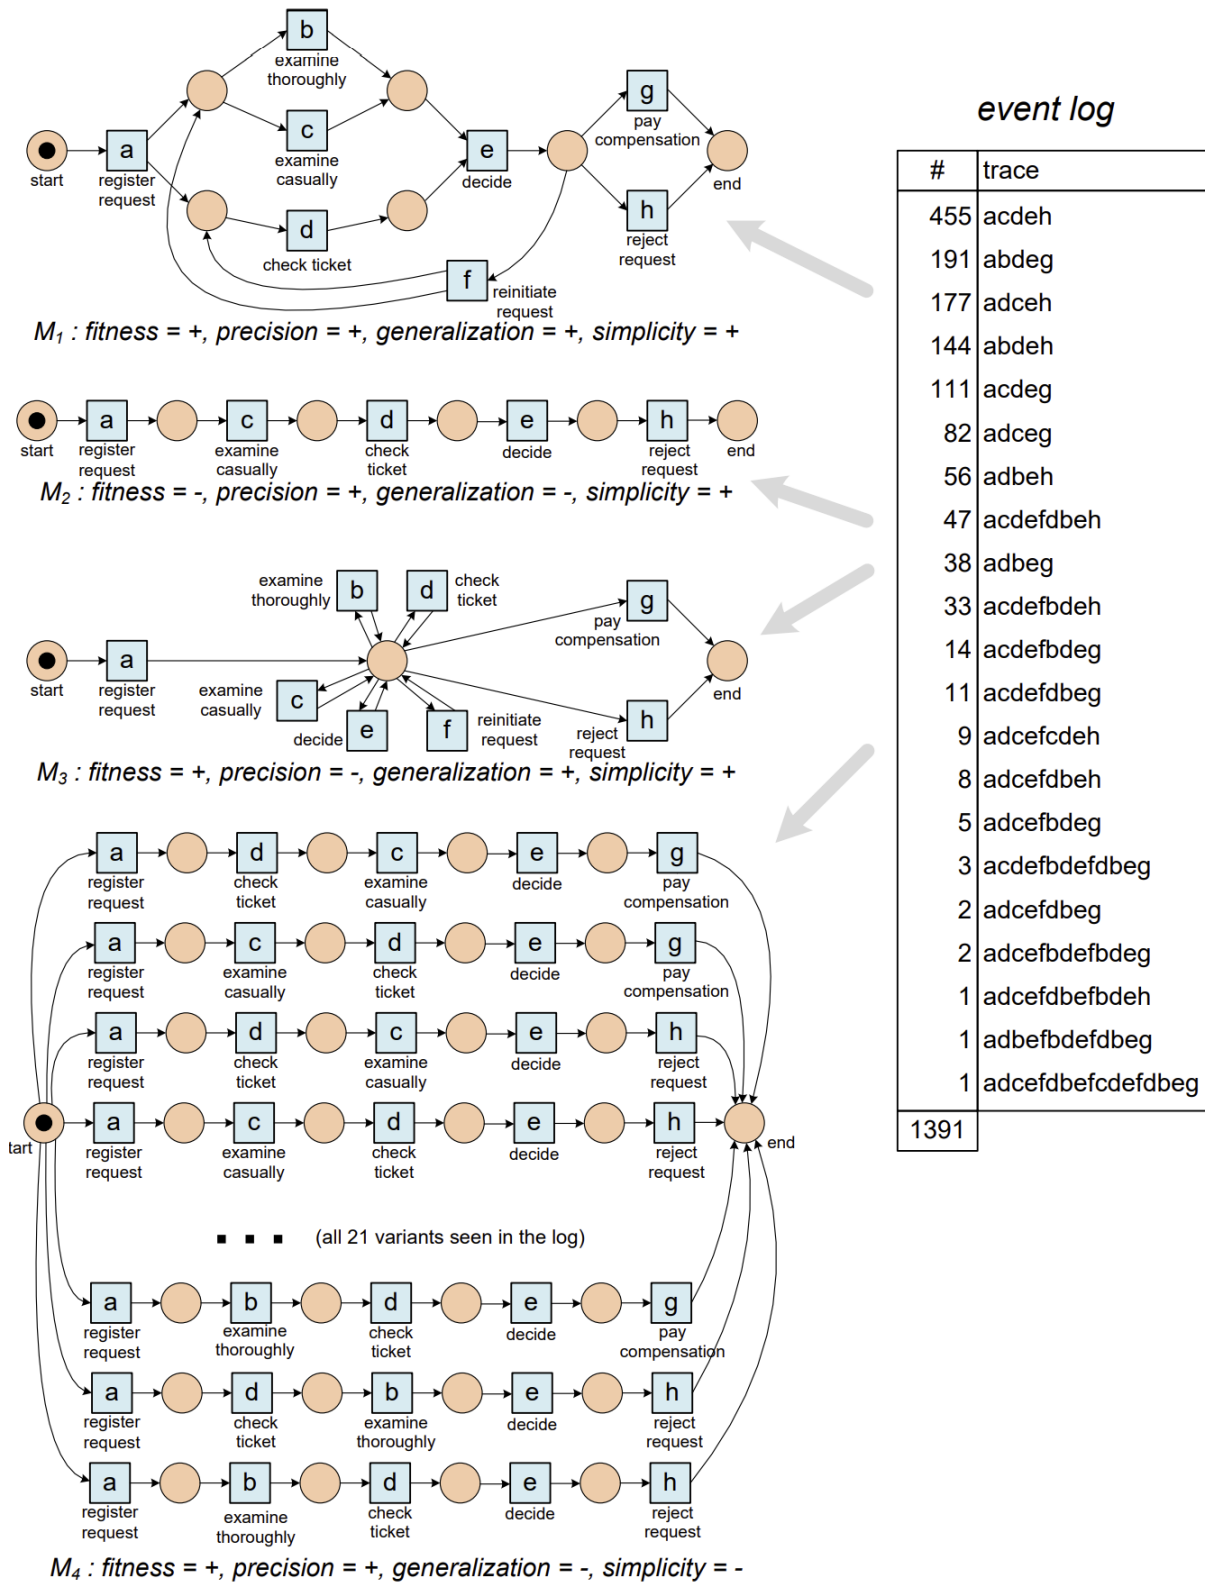 b
examine
thoroughly
c
examine
casually
d
check ticket
start
a
register
request
e
decide
f
reinitiate
request
g
pay
compensation
h
reject
request
end
M1 : fitness = +, precision = +, generalization = +, simplicity = +
start
a
register
request
c
examine
casually
d
check
ticket
e
decide
h
reject
request
end
M2 : fitness = -, precision = +, generalization = -, simplicity = +
start
a
register
request
examine
thoroughly
b
d
check
ticket
examine
casually
c
decide
e
f
reinitiate
request
g
pay
compensation
reject
request
h
end
M3 : fitness = +, precision = -, generalization = +, simplicity = +
a
register
request
d
check
ticket
c
examine
casually
e
decide
g
pay
compensation
a
register
request
c
examine
casually
d
check
ticket
e
decide
g
pay
compensation
a
register
request
d
check
ticket
c
examine
casually
e
decide
h
reject
request
tart
a
register
request
c
examine
casually
d
check
ticket
e
decide
h
reject
request
end
(all 21 variants seen in the log)
a
register
request
b
examine
thoroughly
d
check
ticket
e
decide
g
pay
compensation
a
register
request
d
check
ticket
b
examine
thoroughly
e
decide
h
reject
request
a
register
request
b
examine
thoroughly
d
check
ticket
e
decide
h
reject
request
M4 : fitness = +, precision = +, generalization = -, simplicity = -
event log
# trace
455 acdeh
191 abdeg
177 adceh
144 abdeh
111 acdeg
82 adceg
56 adbeh
47 acdefdbeh
38 adbeg
33 acdefbdeh
14 acdefbdeg
11 acdefdbeg
9 adcefcdeh
8 adcefdbeh
5 adcefbdeg
3 acdefbdefdbeg
2 adcefdbeg
2 adcefbdefbdeg
1 adcefdbefbdeh
1 adbefbdefdbeg
1 adcefdbefcdefdbeg
1391